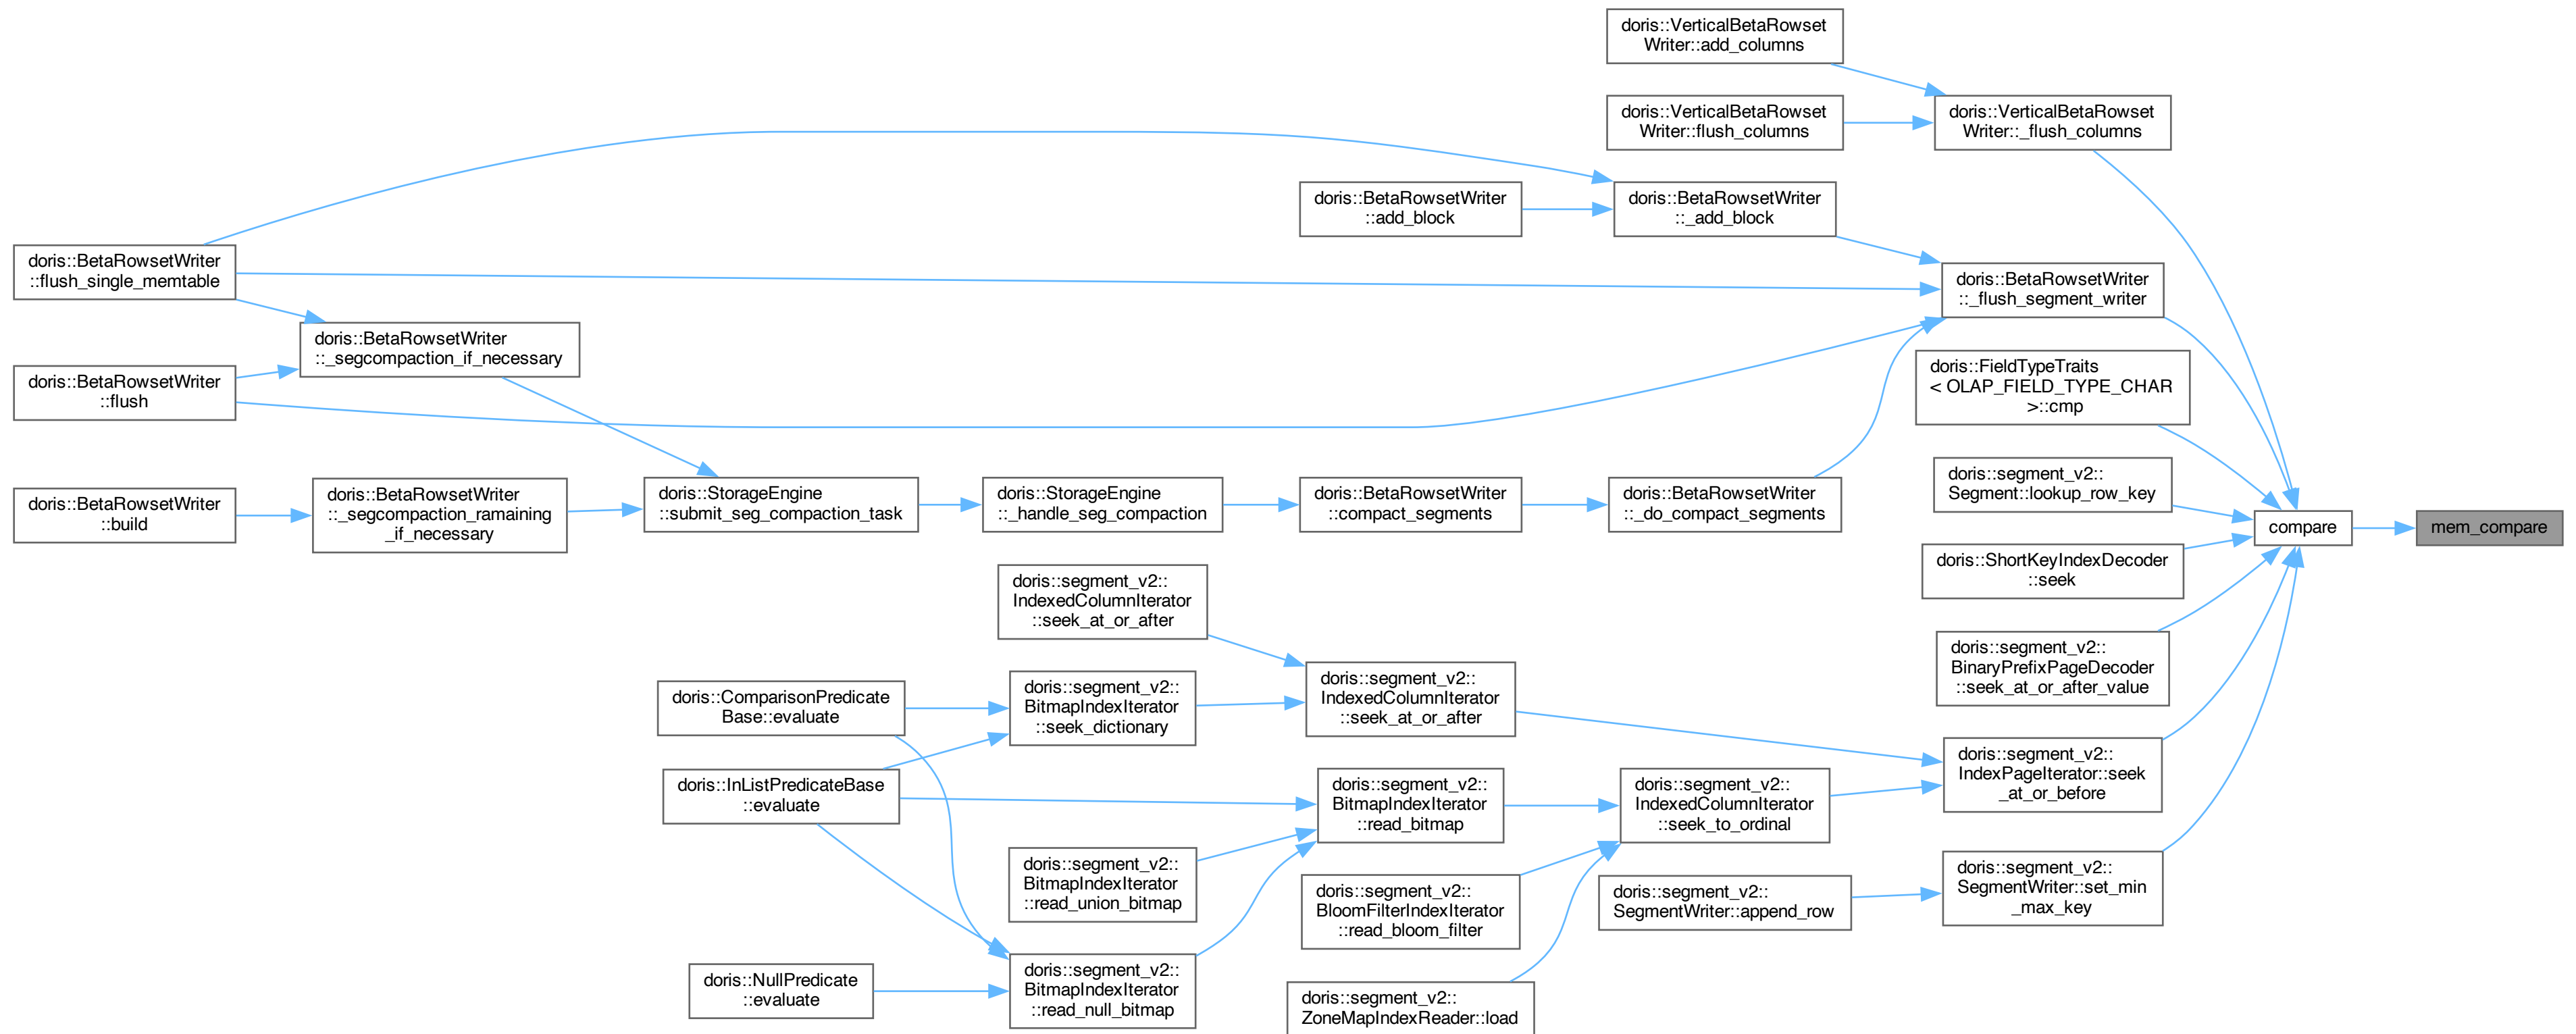 doris::VerticalBetaRowset
Writer::add_columns
doris::VerticalBetaRowset
Writer::flush_columns
doris::VerticalBetaRowset
Writer::_flush_columns
doris::BetaRowsetWriter
::add_block
doris::BetaRowsetWriter
::_add_block
doris::BetaRowsetWriter
::flush_single_memtable
doris::BetaRowsetWriter
::_flush_segment_writer
doris::BetaRowsetWriter
::_segcompaction_if_necessary
doris::BetaRowsetWriter
::flush
doris::FieldTypeTraits
< OLAP_FIELD_TYPE_CHAR
>::cmp
doris::BetaRowsetWriter
::build
doris::BetaRowsetWriter
::_segcompaction_ramaining
_if_necessary
doris::StorageEngine
::submit_seg_compaction_task
doris::StorageEngine
::_handle_seg_compaction
doris::BetaRowsetWriter
::compact_segments
doris::BetaRowsetWriter
::_do_compact_segments
doris::segment_v2::
Segment::lookup_row_key
compare
mem_compare
doris::ShortKeyIndexDecoder
::seek
doris::segment_v2::
IndexedColumnIterator
::seek_at_or_after
doris::segment_v2::
BinaryPrefixPageDecoder
::seek_at_or_after_value
doris::ComparisonPredicate
Base::evaluate
doris::segment_v2::
BitmapIndexIterator
::seek_dictionary
doris::segment_v2::
IndexedColumnIterator
::seek_at_or_after
doris::segment_v2::
IndexPageIterator::seek
_at_or_before
doris::InListPredicateBase
::evaluate
doris::segment_v2::
BitmapIndexIterator
::read_bitmap
doris::segment_v2::
IndexedColumnIterator
::seek_to_ordinal
doris::segment_v2::
BitmapIndexIterator
::read_union_bitmap
doris::segment_v2::
BloomFilterIndexIterator
::read_bloom_filter
doris::segment_v2::
SegmentWriter::append_row
doris::segment_v2::
SegmentWriter::set_min
_max_key
doris::NullPredicate
::evaluate
doris::segment_v2::
BitmapIndexIterator
::read_null_bitmap
doris::segment_v2::
ZoneMapIndexReader::load